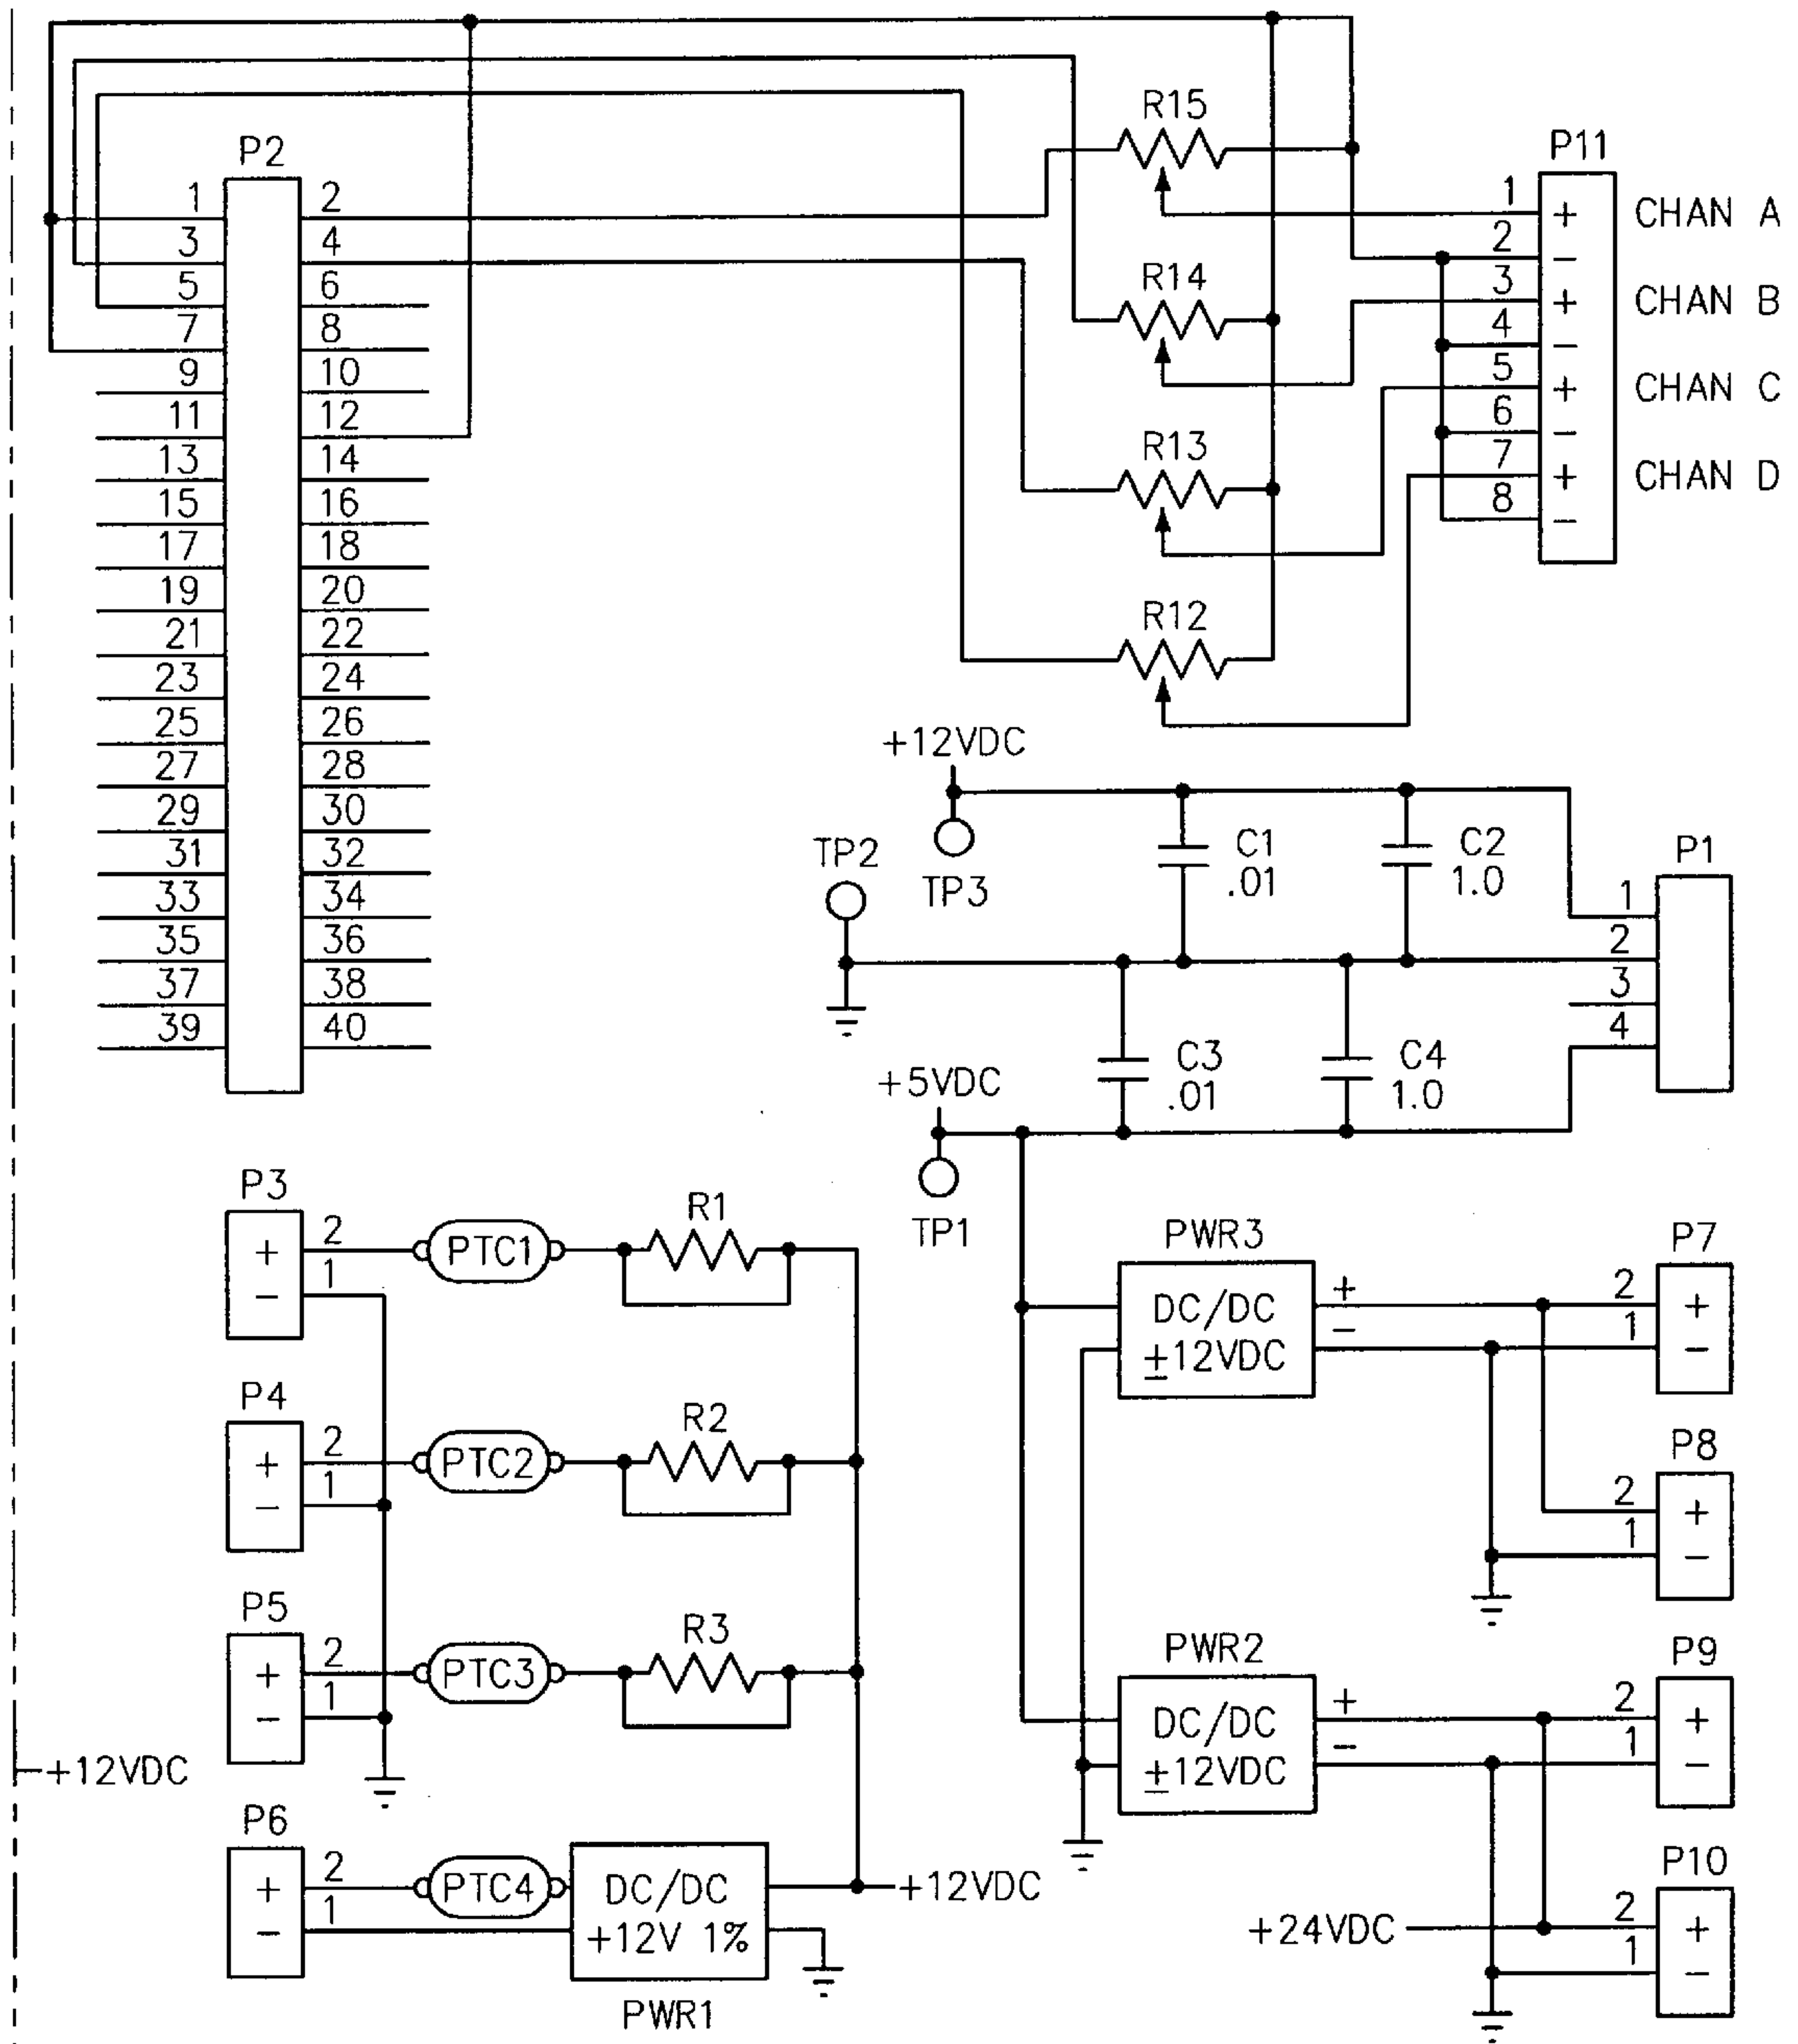 R15
P2
P11
1 2
1 + CHAN A
3 4
2 −
5 6
R14
3 + CHAN B
7 8
4 −
9 10
5 + CHAN C
11 12
6 −
13 14
R13
7 + CHAN D
15 16
8 −
17 18
19 20
R12
21 22
23 24
25 26
+12VDC
27 28
29 30
C1
.01
C2
1.0
P1
31 32
TP2
TP3
33 34
1
35 36
2
37 38
3
39 40
4
C3
.01
C4
1.0
+5VDC
TP1
P3
+ 2
− 1
PTC1
R1
PWR3
DC/DC
±12VDC
+
−
P7
2 +
1 −
P4
+ 2
− 1
PTC2
R2
P8
2 +
1 −
P5
+ 2
− 1
PTC3
R3
PWR2
DC/DC
±12VDC
+
−
P9
2 +
1 −
+12VDC
P6
+ 2
− 1
PTC4
DC/DC
+12V 1%
PWR1
+12VDC
P10
+24VDC
2 +
1 −